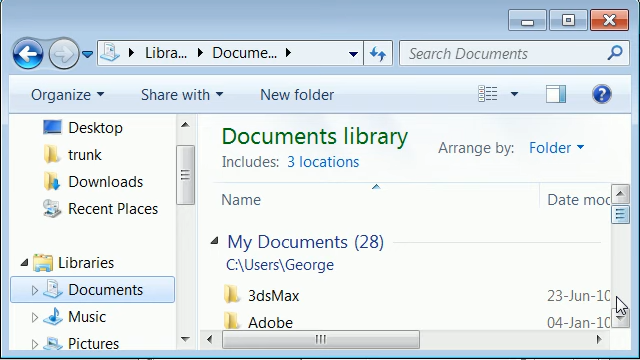 Libra... Docume... Search Documents
Organize Share with New folder
Desktop
trunk
Downloads
Recent Places
Libraries
Documents
Music
Pictures
Documents library
Includes: 3 locations
Arrange by: Folder
Name Date mod
My Documents (28)
C:\Users\George
3dsMax 23-Jun-10
Adobe 04-Jan-10